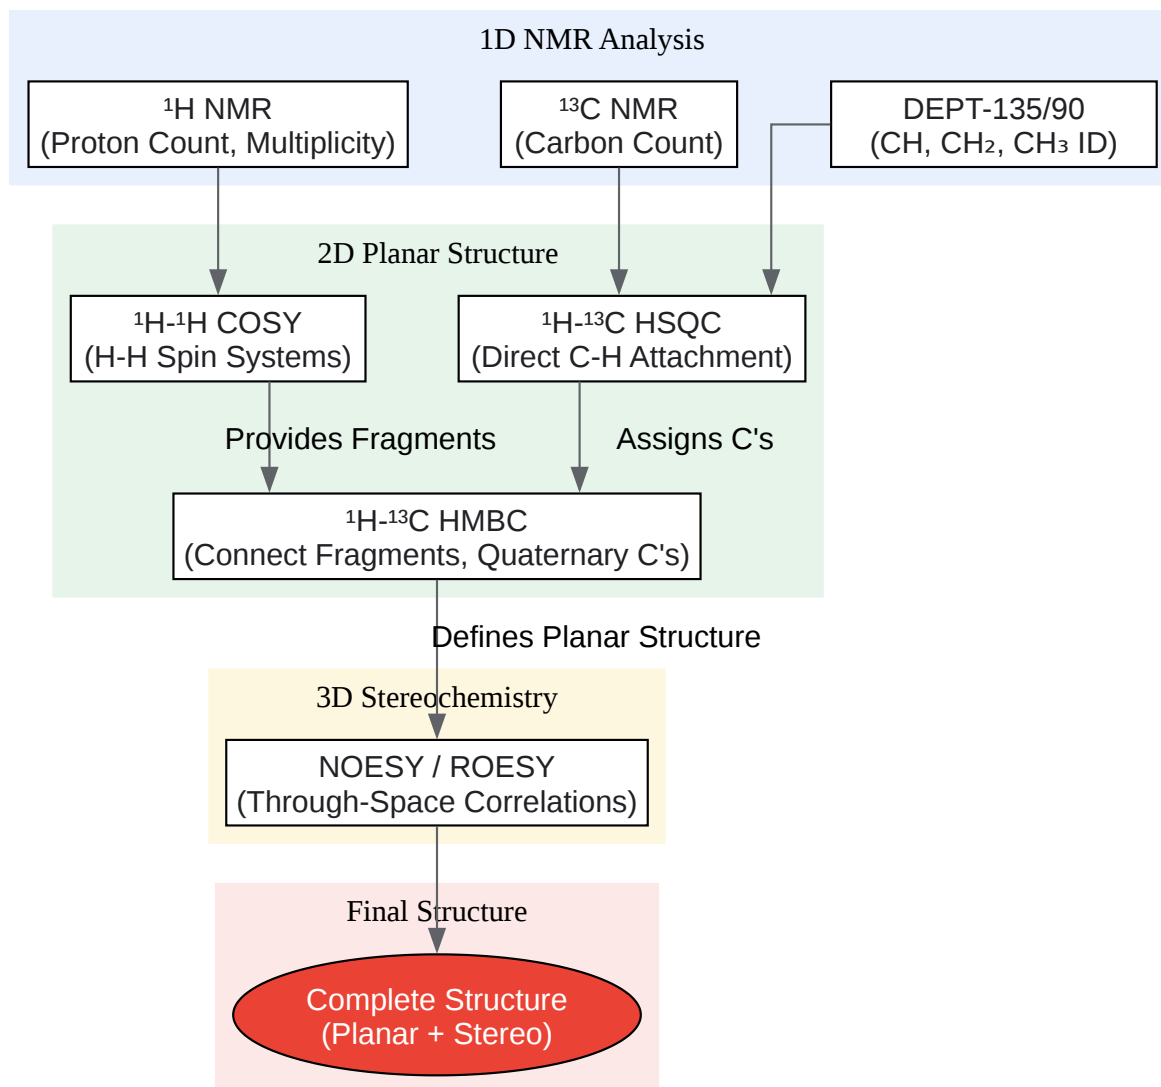 1D NMR Analysis
¹H NMR
(Proton Count, Multiplicity)
¹³C NMR
(Carbon Count)
DEPT-135/90
(CH, CH₂, CH₃ ID)
2D Planar Structure
¹H-¹H COSY
(H-H Spin Systems)
¹H-¹³C HSQC
(Direct C-H Attachment)
Provides Fragments
Assigns C's
¹H-¹³C HMBC
(Connect Fragments, Quaternary C's)
Defines Planar Structure
3D Stereochemistry
NOESY / ROESY
(Through-Space Correlations)
Final Structure
Complete Structure
(Planar + Stereo)